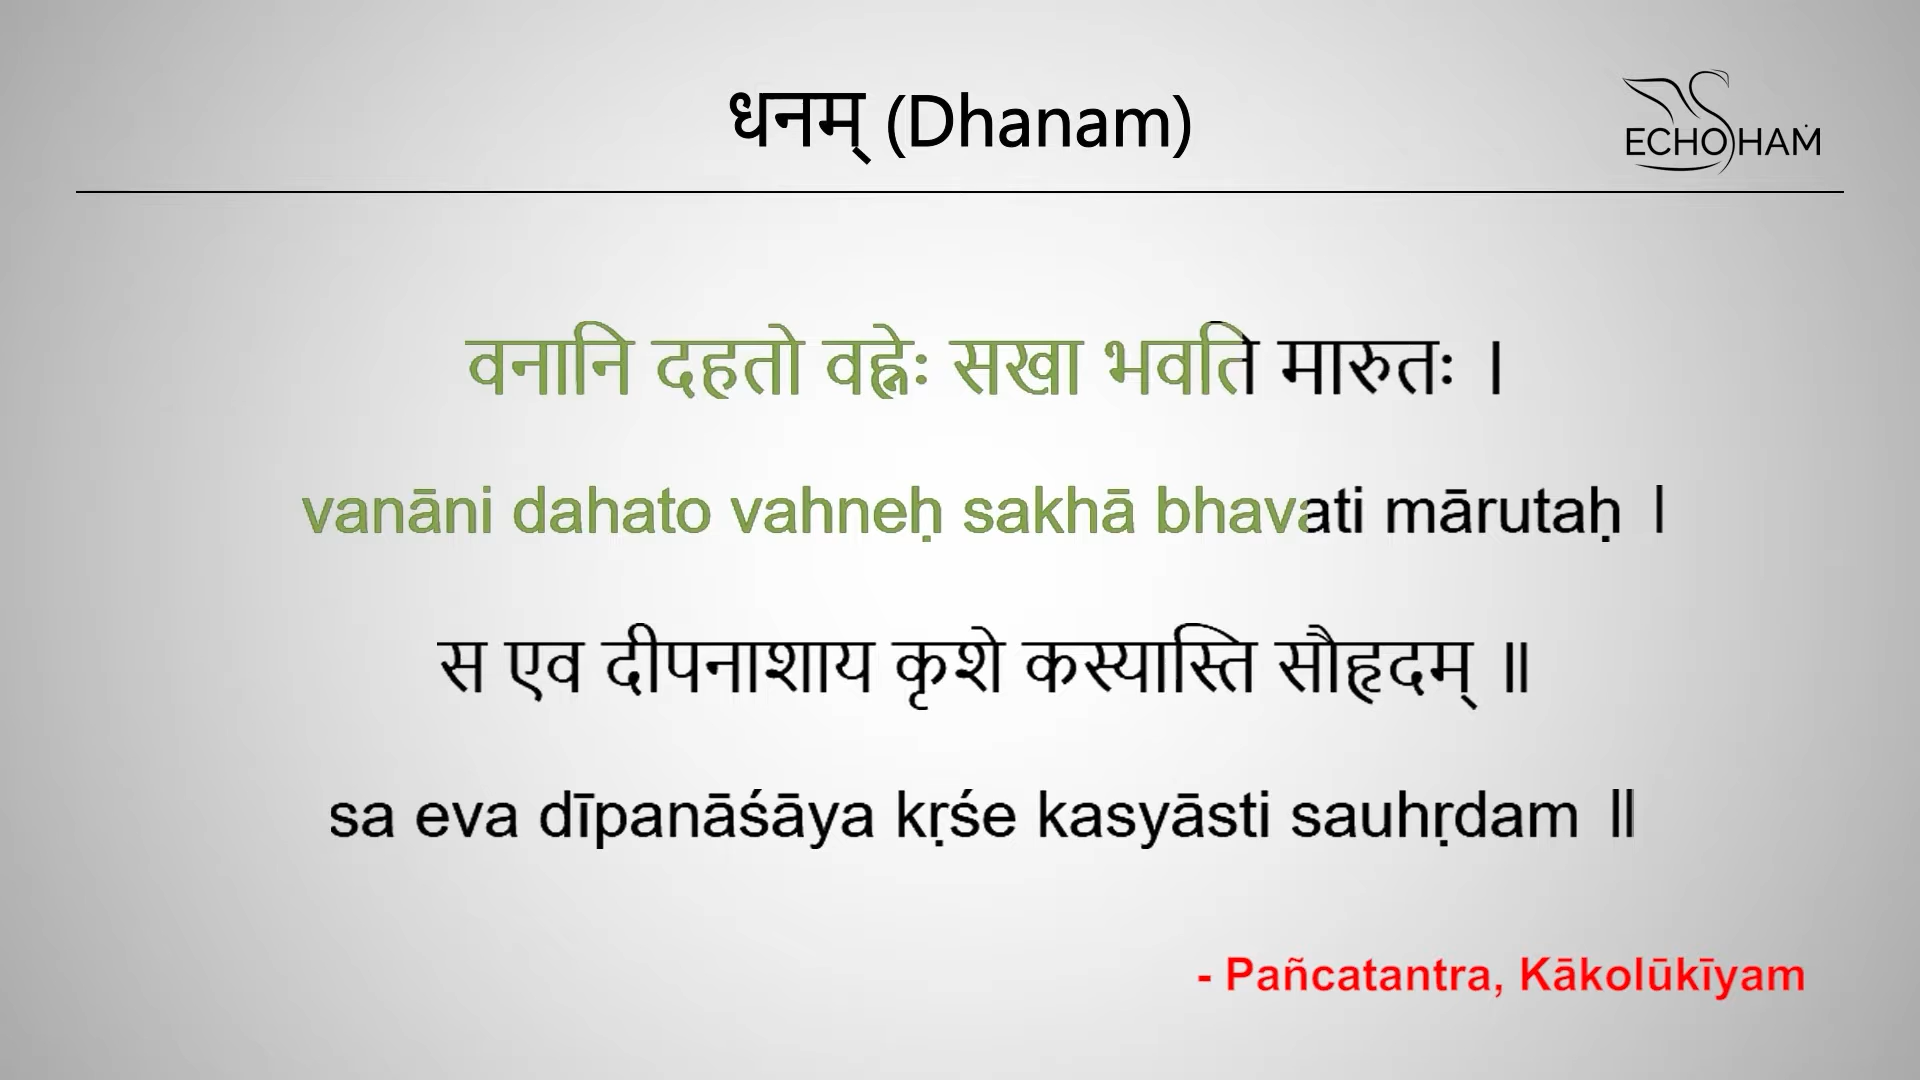 धनम् (Dhanam)
ECHOSHAṀ
वनानि दहतो वह्नेः सखा भवति मारुतः ।
vanāni dahato vahneḥ sakhā bhavati mārutaḥ ।
स एव दीपनाशाय कृशे कस्यास्ति सौहृदम् ॥
sa eva dīpanāśāya kṛśe kasyāsti sauhṛdam ॥
- Pañcatantra, Kākolūkīyam